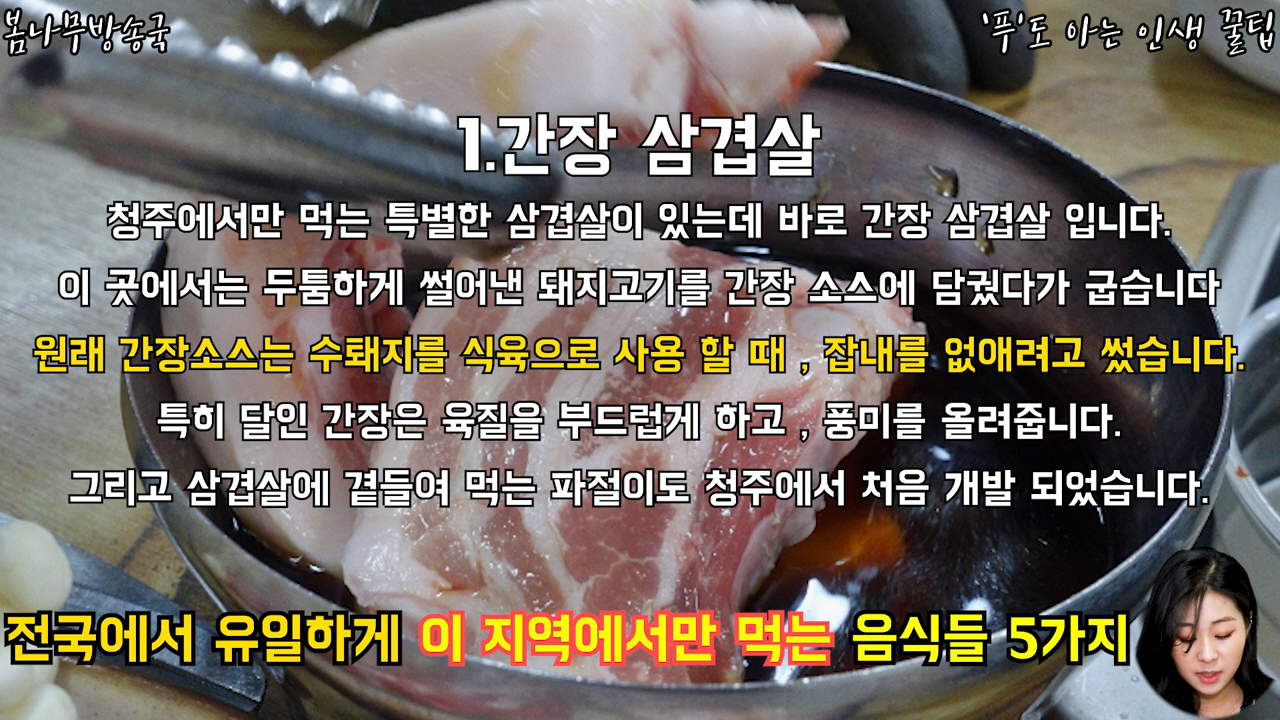 봄나무방송국
'푸'도 아는 인생 꿀팁
1.간장 삼겹살
청주에서만 먹는 특별한 삼겹살이 있는데 바로 간장 삼겹살 입니다.
이 곳에서는 두툼하게 썰어낸 돼지고기를 간장 소스에 담궜다가 굽습니다
원래 간장소스는 수퇘지를 식육으로 사용 할 때 , 잡내를 없애려고 썼습니다.
특히 달인 간장은 육질을 부드럽게 하고 , 풍미를 올려줍니다.
그리고 삼겹살에 곁들여 먹는 파절이도 청주에서 처음 개발 되었습니다.
전국에서 유일하게 이 지역에서만 먹는 음식들 5가지